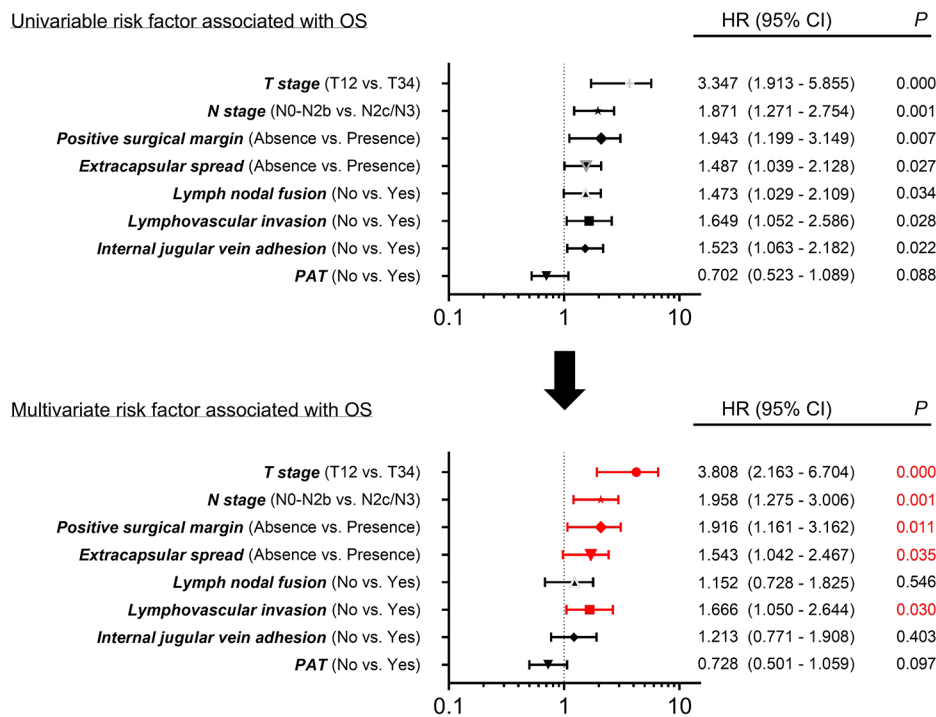 Univariable risk factor associated with OS HR (95% CI) P
T stage (T12 vs. T34) 3.347 (1.913 - 5.855) 0.000
N stage (N0-N2b vs. N2c/N3) 1.871 (1.271 - 2.754) 0.001
Positive surgical margin (Absence vs. Presence) 1.943 (1.199 - 3.149) 0.007
Extracapsular spread (Absence vs. Presence) 1.487 (1.039 - 2.128) 0.027
Lymph nodal fusion (No vs. Yes) 1.473 (1.029 - 2.109) 0.034
Lymphovascular invasion (No vs. Yes) 1.649 (1.052 - 2.586) 0.028
Internal jugular vein adhesion (No vs. Yes) 1.523 (1.063 - 2.182) 0.022
PAT (No vs. Yes) 0.702 (0.523 - 1.089) 0.088
0.1 1 10
Multivariate risk factor associated with OS HR (95% CI) P
T stage (T12 vs. T34) 3.808 (2.163 - 6.704) 0.000
N stage (N0-N2b vs. N2c/N3) 1.958 (1.275 - 3.006) 0.001
Positive surgical margin (Absence vs. Presence) 1.916 (1.161 - 3.162) 0.011
Extracapsular spread (Absence vs. Presence) 1.543 (1.042 - 2.467) 0.035
Lymph nodal fusion (No vs. Yes) 1.152 (0.728 - 1.825) 0.546
Lymphovascular invasion (No vs. Yes) 1.666 (1.050 - 2.644) 0.030
Internal jugular vein adhesion (No vs. Yes) 1.213 (0.771 - 1.908) 0.403
PAT (No vs. Yes) 0.728 (0.501 - 1.059) 0.097
0.1 1 10